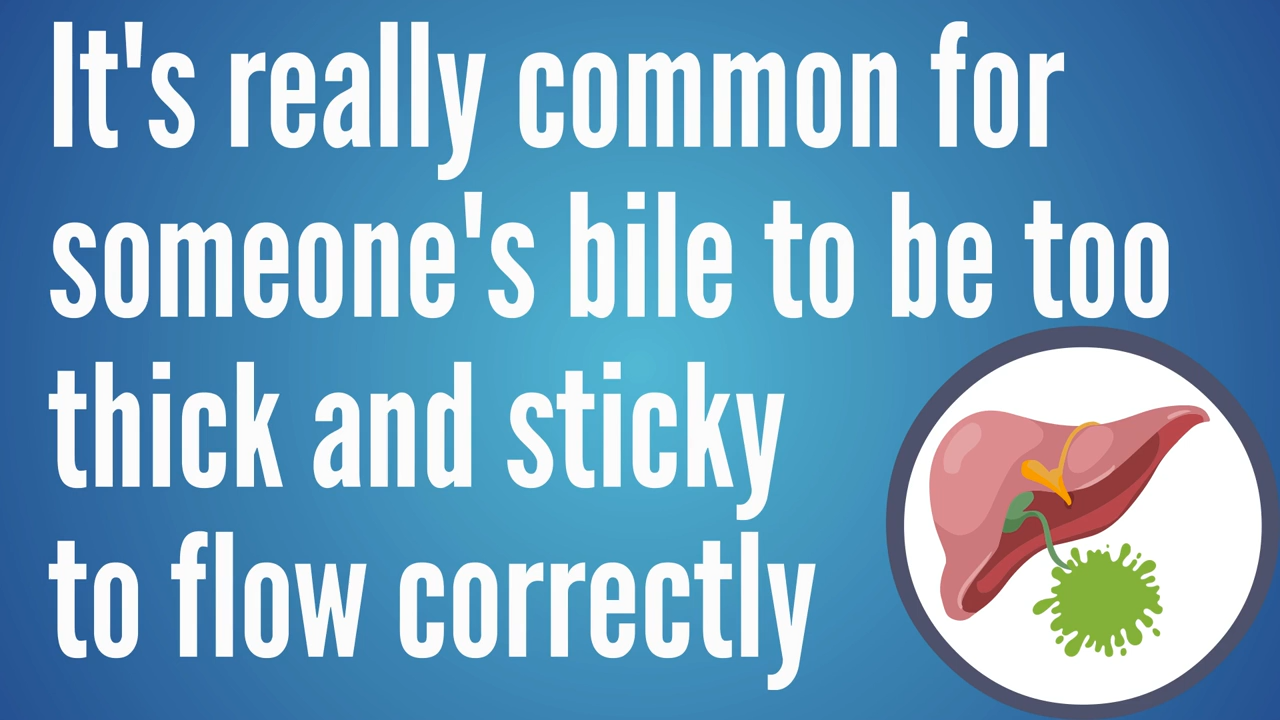 It's really common for
someone's bile to be too
thick and sticky
to flow correctly